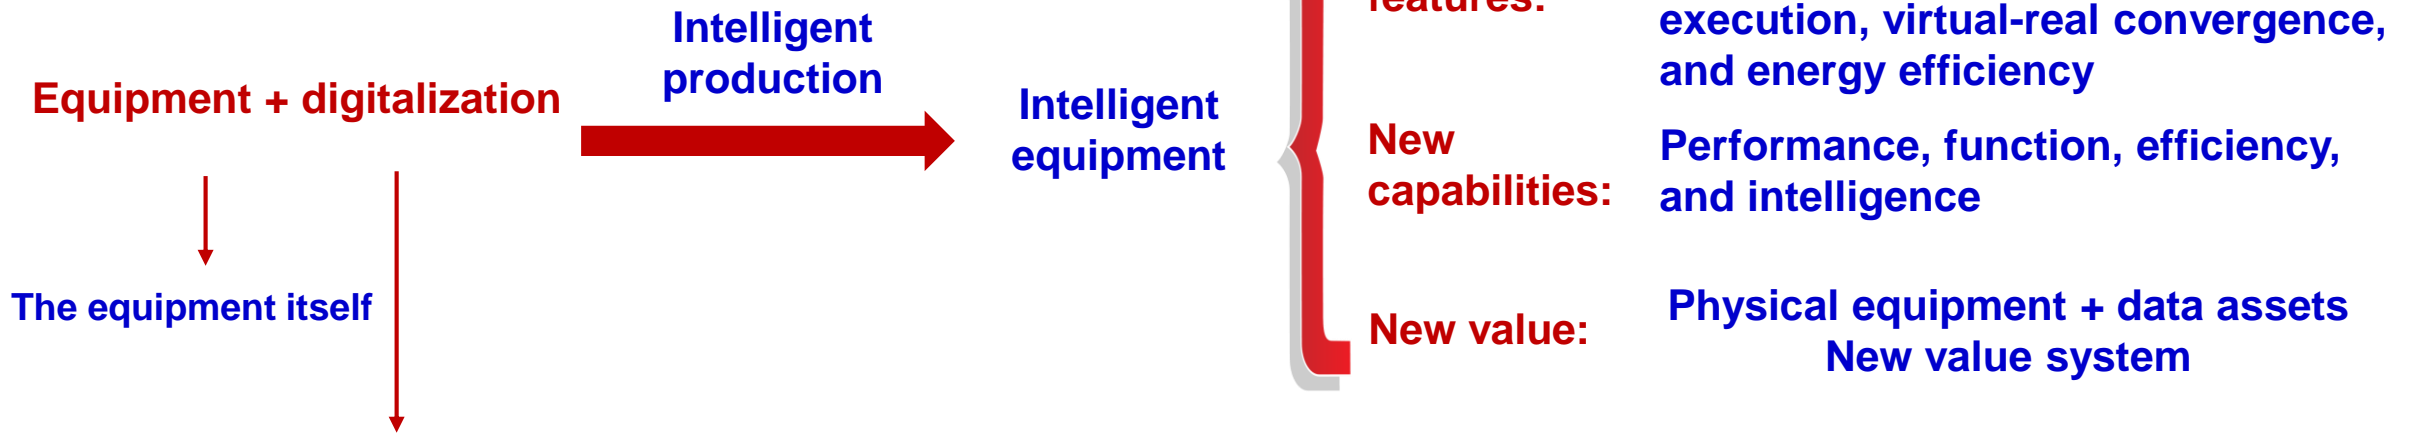 Equipment + digitalization
The equipment itself
Intelligent
production
Intelligent
equipment
features:
execution, virtual-real convergence,
and energy efficiency
New
capabilities:
Performance, function, efficiency,
and intelligence
New value:
Physical equipment + data assets
New value system